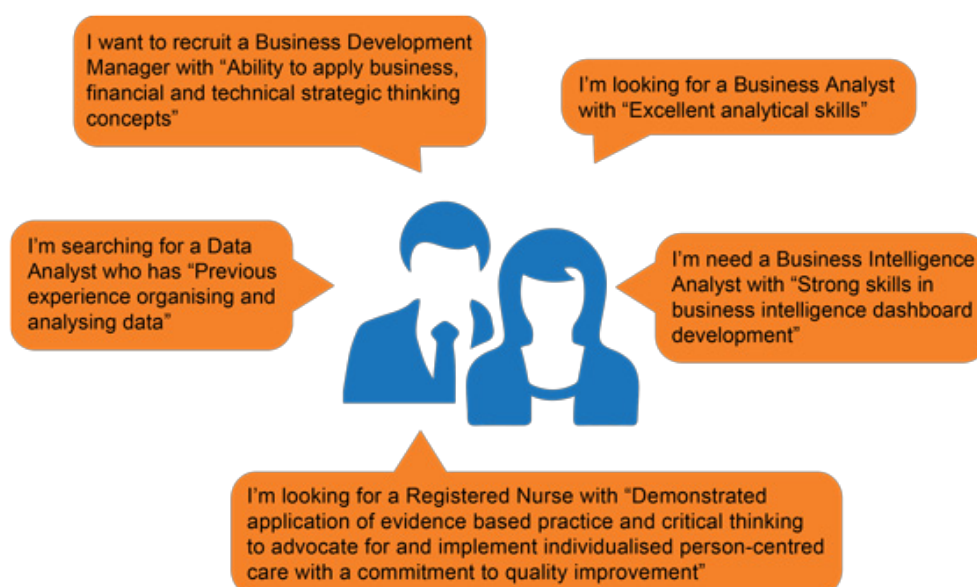 I want to recruit a Business Development
Manager with “Ability to apply business,
financial and technical strategic thinking
concepts”
I’m looking for a Business Analyst
with “Excellent analytical skills”
I’m searching for a Data
Analyst who has “Previous
experience organising and
analysing data”
I’m need a Business Intelligence
Analyst with “Strong skills in
business intelligence dashboard
development”
I’m looking for a Registered Nurse with “Demonstrated
application of evidence based practice and critical thinking
to advocate for and implement individualised person-centred
care with a commitment to quality improvement”